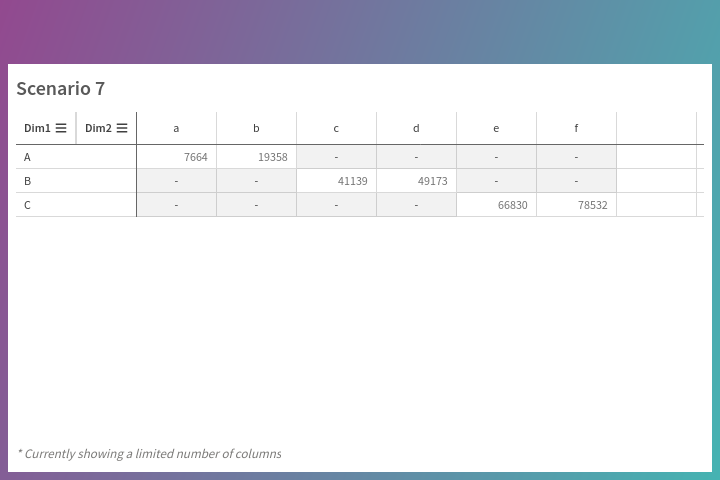 Scenario 7
Dim1 Dim2 a b c d e f
A 7664 19358 - - - -
B - - 41139 49173 - -
C - - - - 66830 78532
* Currently showing a limited number of columns